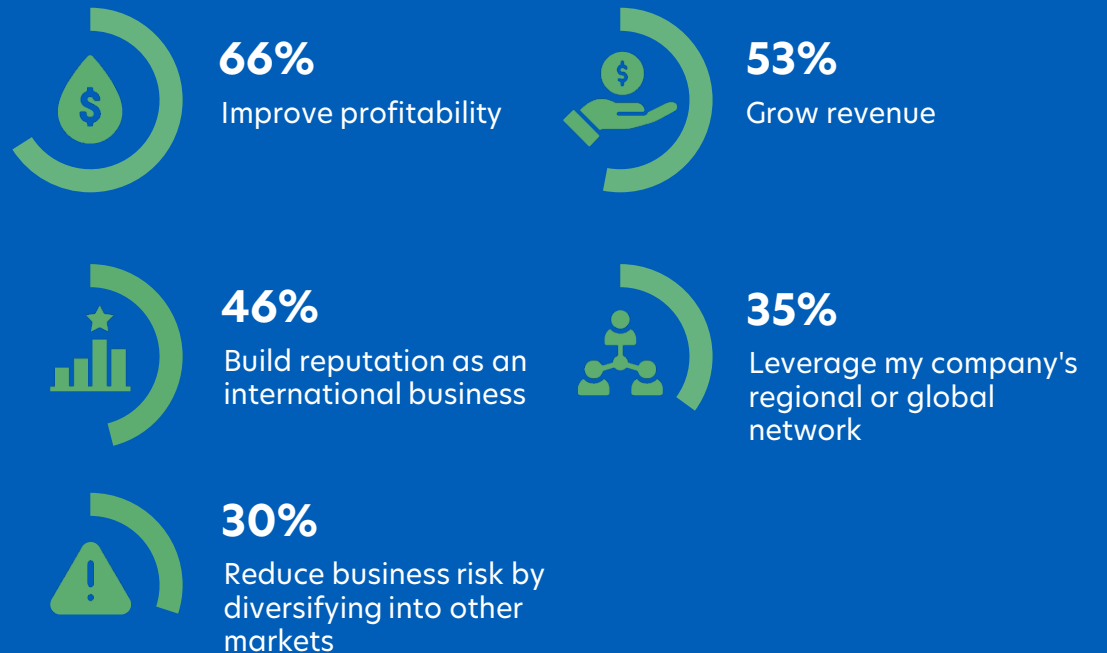 66%
Improve profitability
53%
Grow revenue
46%
Build reputation as an
international business
35%
Leverage my company's
regional or global
network
30%
Reduce business risk by
diversifying into other
markets